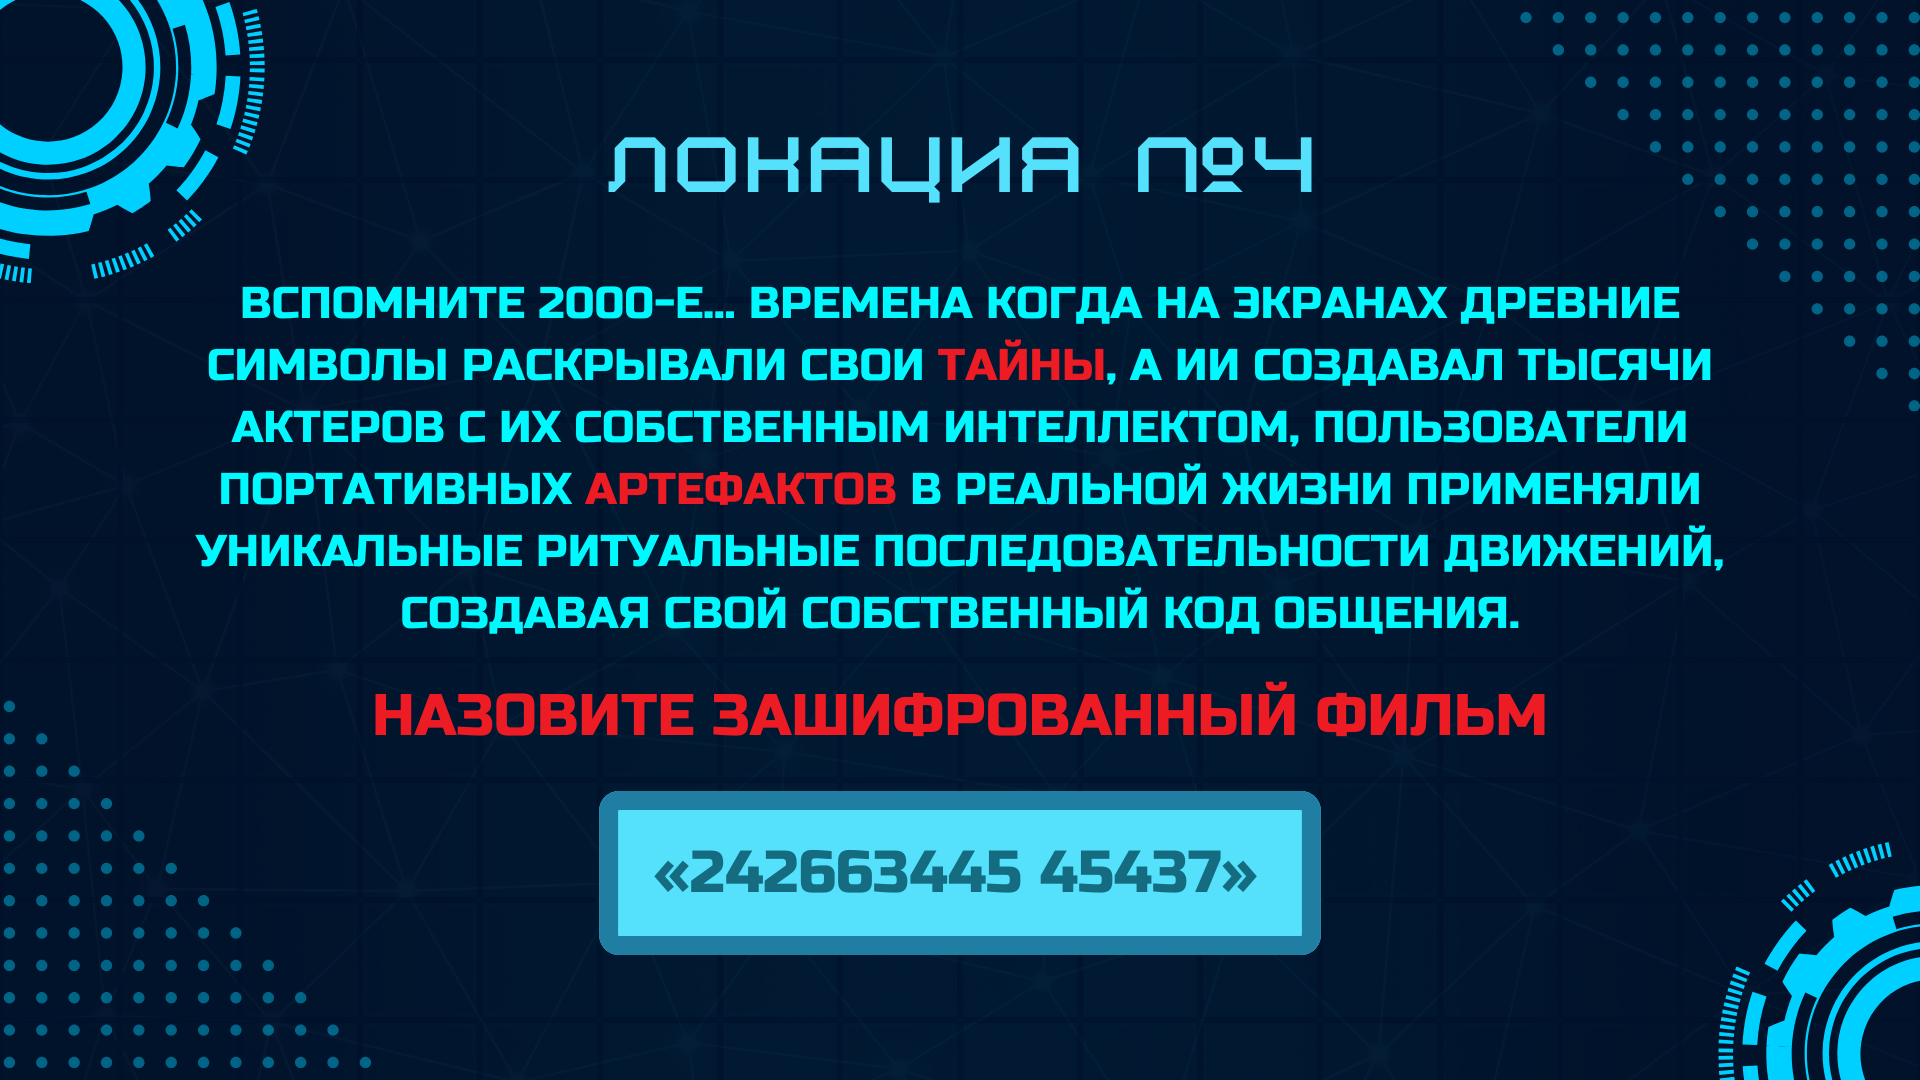 ЛОКАЦИЯ №4
ВСПОМНИТЕ 2000-Е... ВРЕМЕНА КОГДА НА ЭКРАНАХ ДРЕВНИЕ
СИМВОЛЫ РАСКРЫВАЛИ СВОИ ТАЙНЫ, А ИИ СОЗДАВАЛ ТЫСЯЧИ
АКТЕРОВ С ИХ СОБСТВЕННЫМ ИНТЕЛЛЕКТОМ, ПОЛЬЗОВАТЕЛИ
ПОРТАТИВНЫХ АРТЕФАКТОВ В РЕАЛЬНОЙ ЖИЗНИ ПРИМЕНЯЛИ
УНИКАЛЬНЫЕ РИТУАЛЬНЫЕ ПОСЛЕДОВАТЕЛЬНОСТИ ДВИЖЕНИЙ,
СОЗДАВАЯ СВОЙ СОБСТВЕННЫЙ КОД ОБЩЕНИЯ.
НАЗОВИТЕ ЗАШИФРОВАННЫЙ ФИЛЬМ
«242663445 45437»